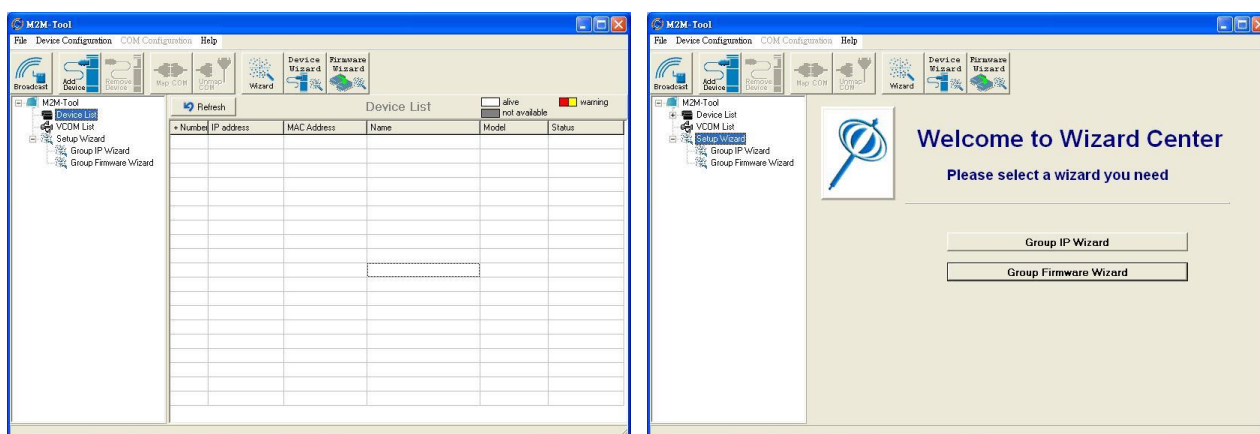 M2M-Tool
File Device Configuration COM Configuration Help
Broadcast Add Device Remove Device Map COM Unmap COM Wizard Device Wizard Firmware Wizard
M2M-Tool
Device List
VCOM List
Setup Wizard
Group IP Wizard
Group Firmware Wizard
Refresh Device List alive not available warning
+ Number IP address MAC Address Name Model Status
M2M-Tool
File Device Configuration COM Configuration Help
Broadcast Add Device Remove Device Map COM Unmap COM Wizard Device Wizard Firmware Wizard
M2M-Tool
Device List
VCOM List
Setup Wizard
Group IP Wizard
Group Firmware Wizard
Welcome to Wizard Center
Please select a wizard you need
Group IP Wizard
Group Firmware Wizard